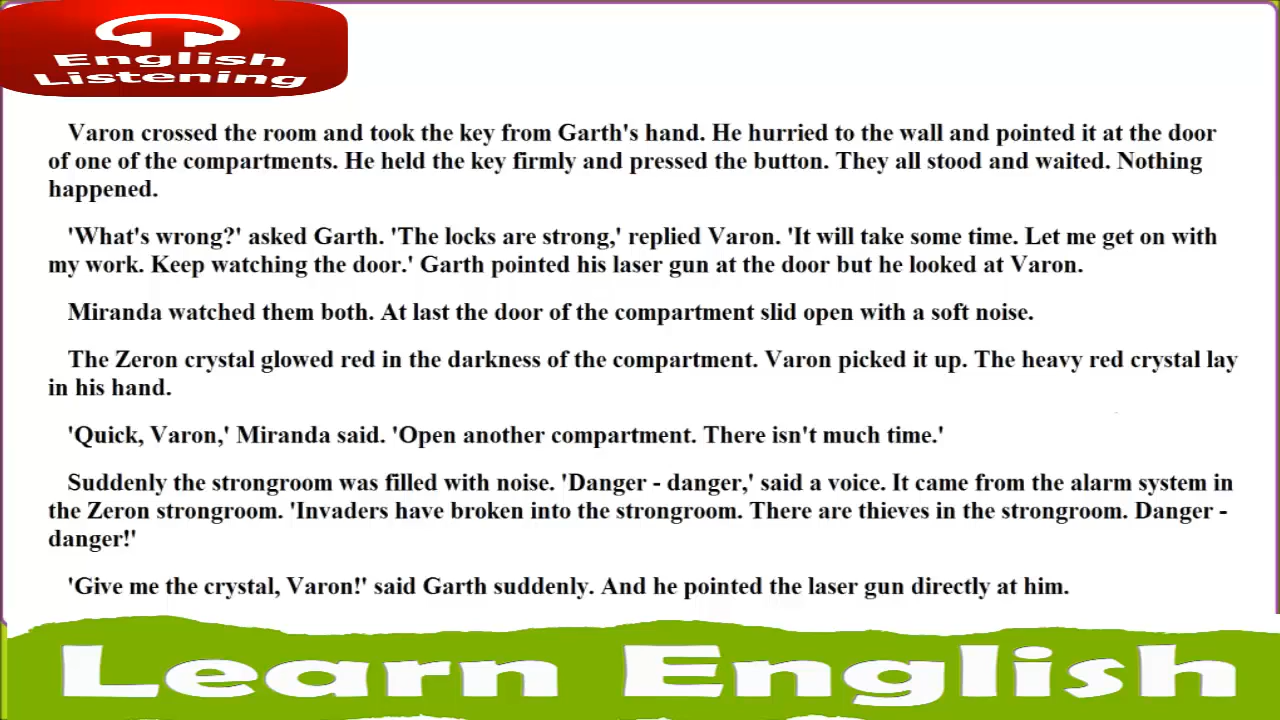 English
Listening
Varon crossed the room and took the key from Garth's hand. He hurried to the wall and pointed it at the door
of one of the compartments. He held the key firmly and pressed the button. They all stood and waited. Nothing
happened.
'What's wrong?' asked Garth. 'The locks are strong,' replied Varon. 'It will take some time. Let me get on with
my work. Keep watching the door.' Garth pointed his laser gun at the door but he looked at Varon.
Miranda watched them both. At last the door of the compartment slid open with a soft noise.
The Zeron crystal glowed red in the darkness of the compartment. Varon picked it up. The heavy red crystal lay
in his hand.
'Quick, Varon,' Miranda said. 'Open another compartment. There isn't much time.'
Suddenly the strongroom was filled with noise. 'Danger - danger,' said a voice. It came from the alarm system in
the Zeron strongroom. 'Invaders have broken into the strongroom. There are thieves in the strongroom. Danger -
danger!'
'Give me the crystal, Varon!' said Garth suddenly. And he pointed the laser gun directly at him.
Learn English